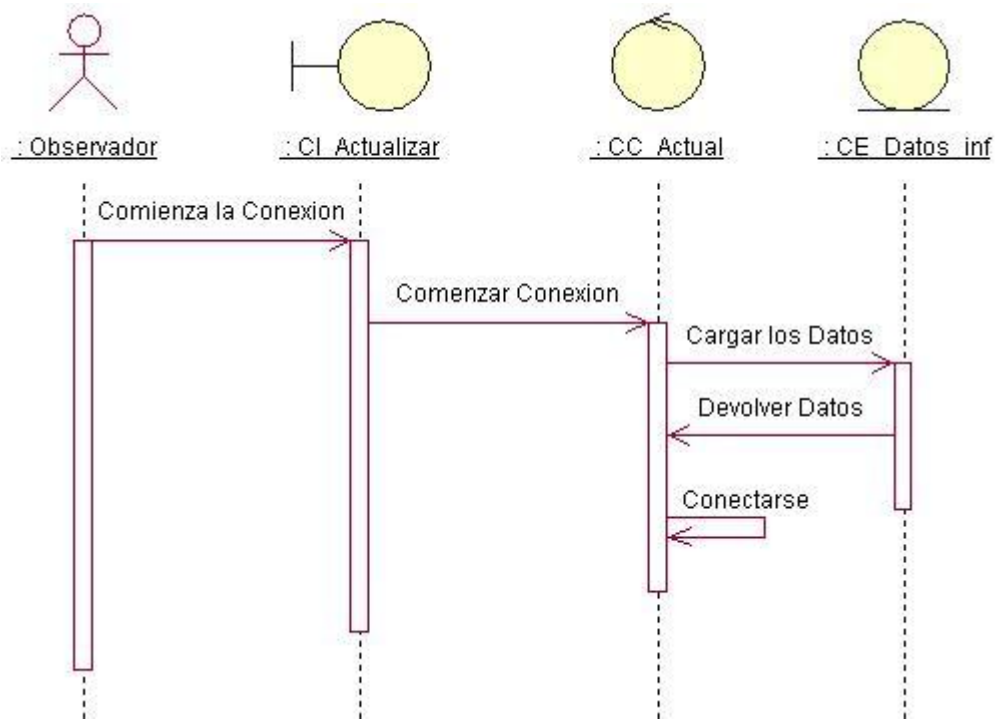 : Observador
: CI_Actualizar
: CC_Actual
: CE_Datos_inf
Comienza la Conexion
Comenzar Conexion
Cargar los Datos
Devolver Datos
Conectarse